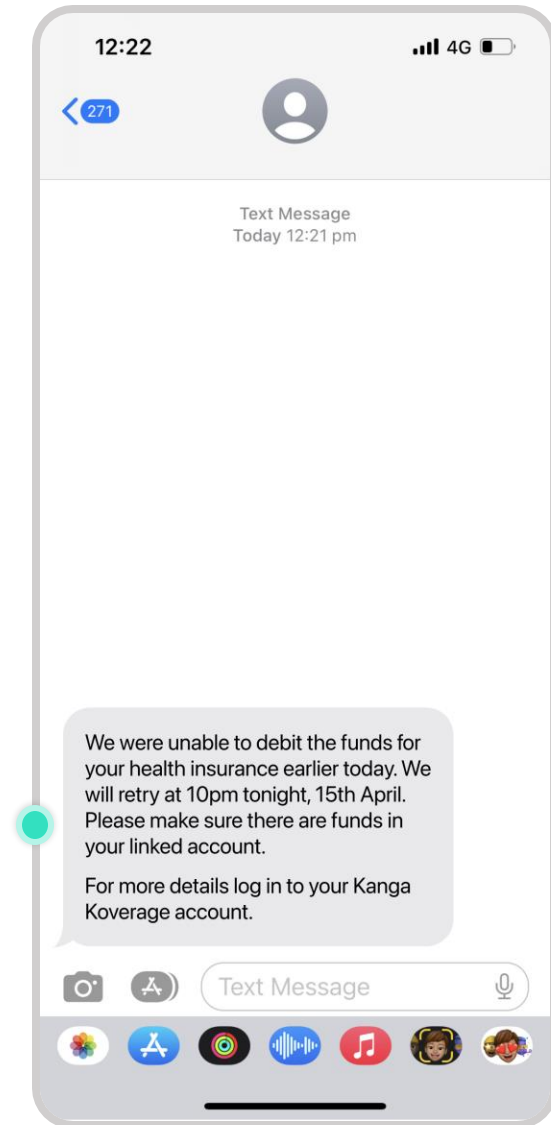 12:22
4G
271
Text Message
Today 12:21 pm
We were unable to debit the funds for
your health insurance earlier today. We
will retry at 10pm tonight, 15th April.
Please make sure there are funds in
your linked account.
For more details log in to your Kanga
Koverage account.
Text Message